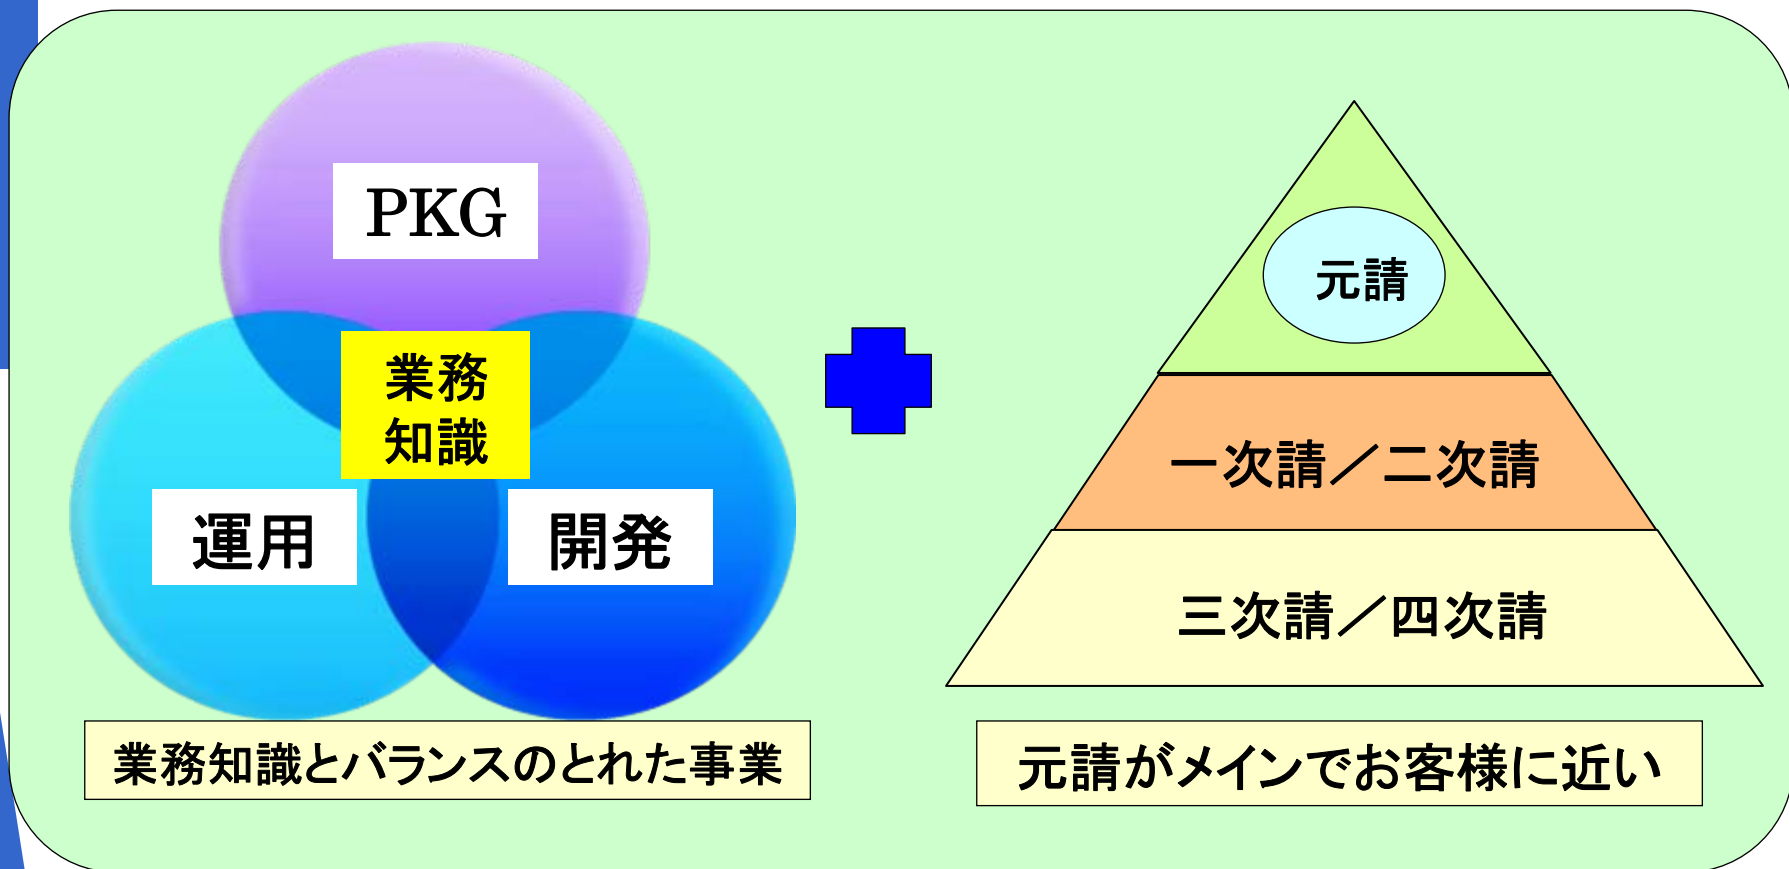 PKG
業務
知識
運用
開発
業務知識とバランスのとれた事業
元請
一次請／二次請
三次請／四次請
元請がメインでお客様に近い